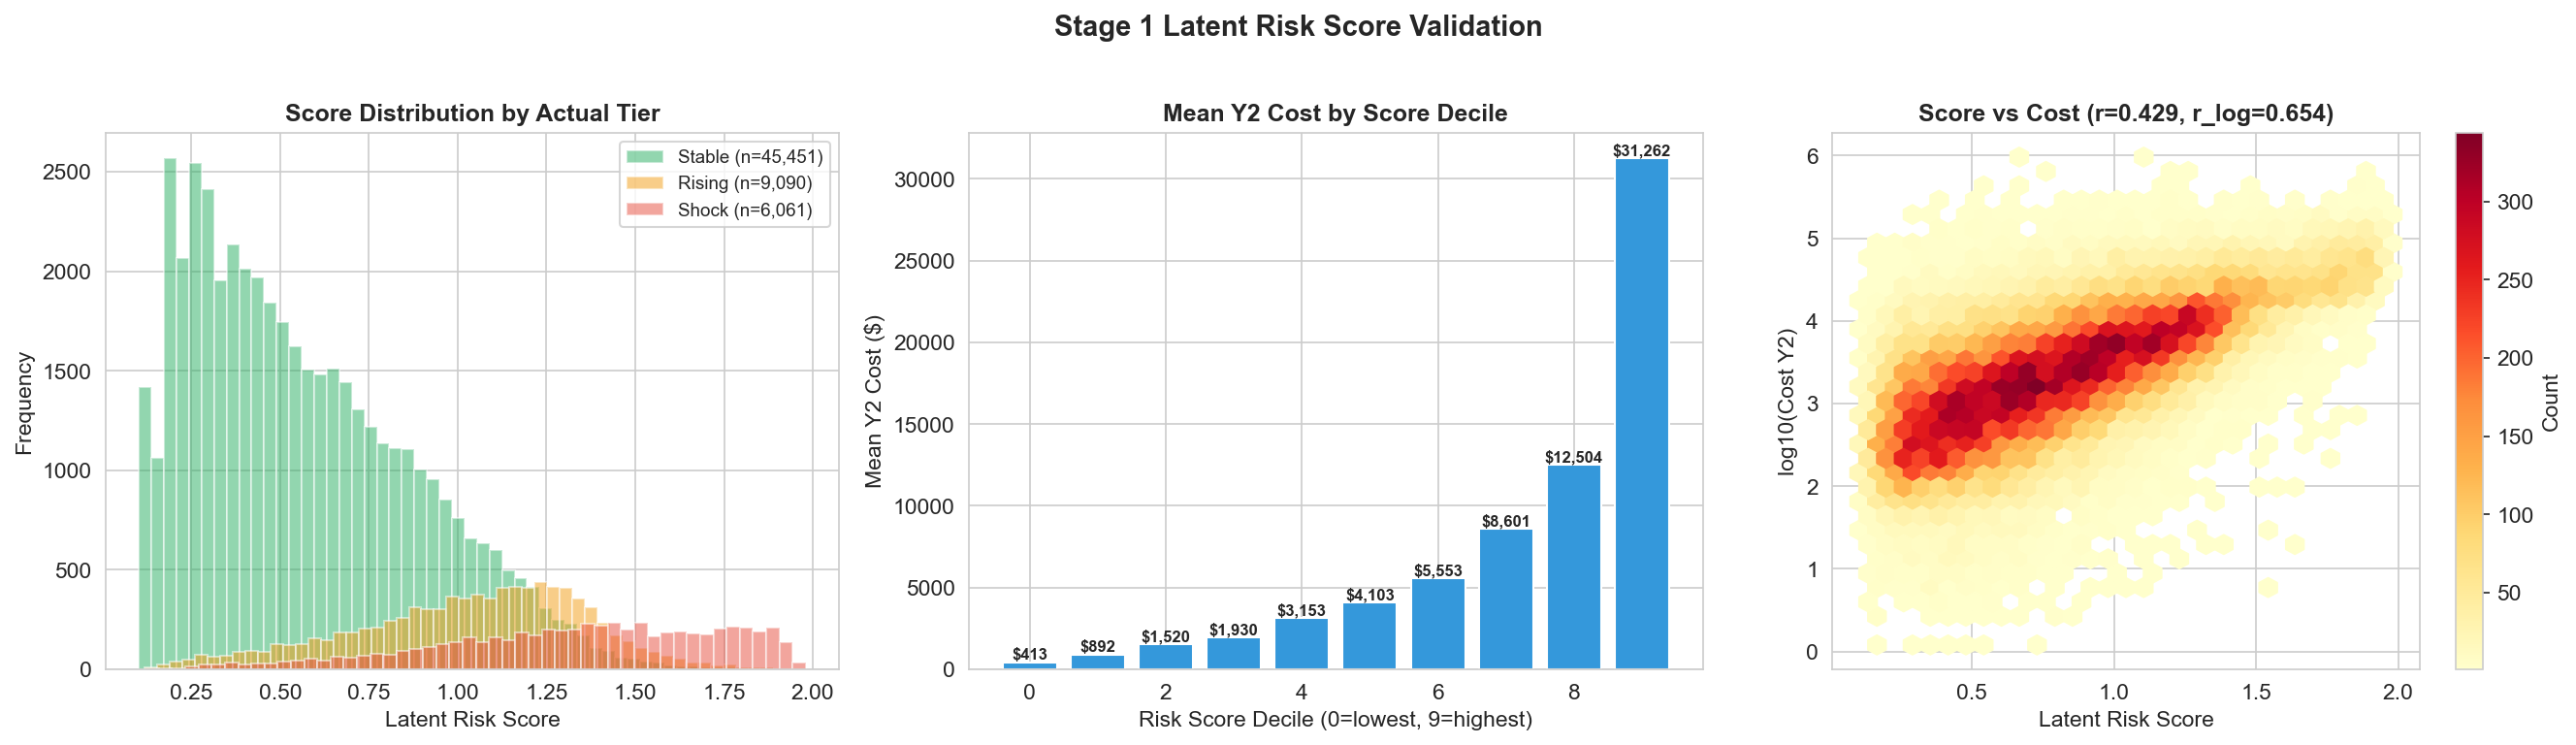 Stage 1 Latent Risk Score Validation
Score Distribution by Actual Tier
Frequency
2500
2000
1500
1000
500
0
0.25 0.50 0.75 1.00 1.25 1.50 1.75 2.00
Latent Risk Score
Stable (n=45,451)
Rising (n=9,090)
Shock (n=6,061)
Mean Y2 Cost by Score Decile
Mean Y2 Cost ($)
30000
25000
20000
15000
10000
5000
0
$413
$892
$1,520
$1,930
$3,153
$4,103
$5,553
$8,601
$12,504
$31,262
0 2 4 6 8
Risk Score Decile (0=lowest, 9=highest)
Score vs Cost (r=0.429, r_log=0.654)
log10(Cost Y2)
6
5
4
3
2
1
0
0.5 1.0 1.5 2.0
Latent Risk Score
300
250
200
150
100
50
Count